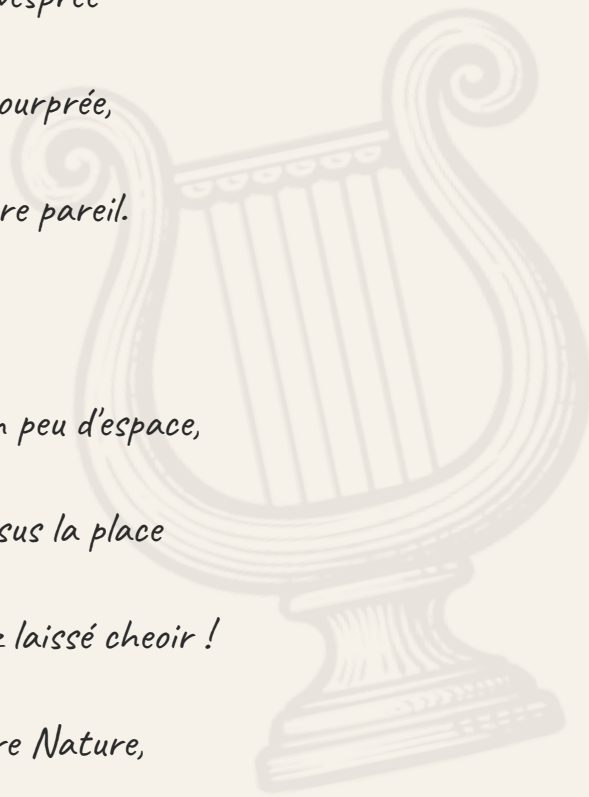 ourprée,
re pareil.
peu d'espace,
sus la place
laissé cheoir !
re Nature,